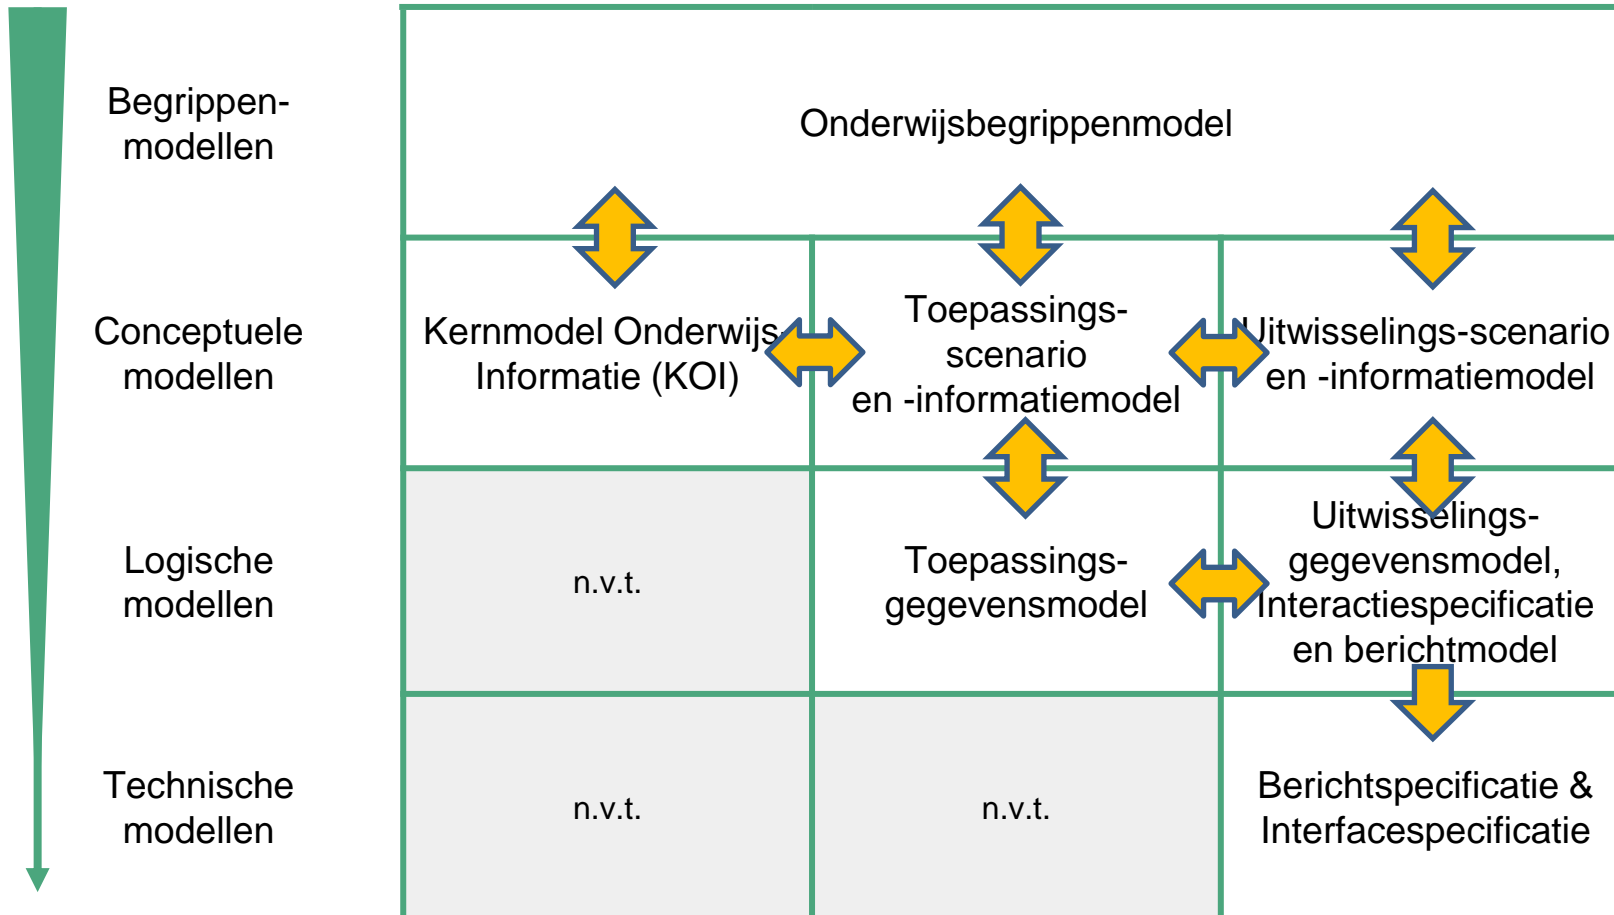 Begrippen-
modellen
Onderwijsbegrippenmodel
Conceptuele
modellen
Kernmodel Onderwijs-
Informatie (KOI)
Toepassings-
scenario
en -informatiemodel
Uitwisselings-scenario
en -informatiemodel
Logische
modellen
n.v.t.
Toepassings-
gegevensmodel
Uitwisselings-
gegevensmodel,
Interactiespecificatie
en berichtmodel
Technische
modellen
n.v.t.
n.v.t.
Berichtspecificatie &
Interfacespecificatie